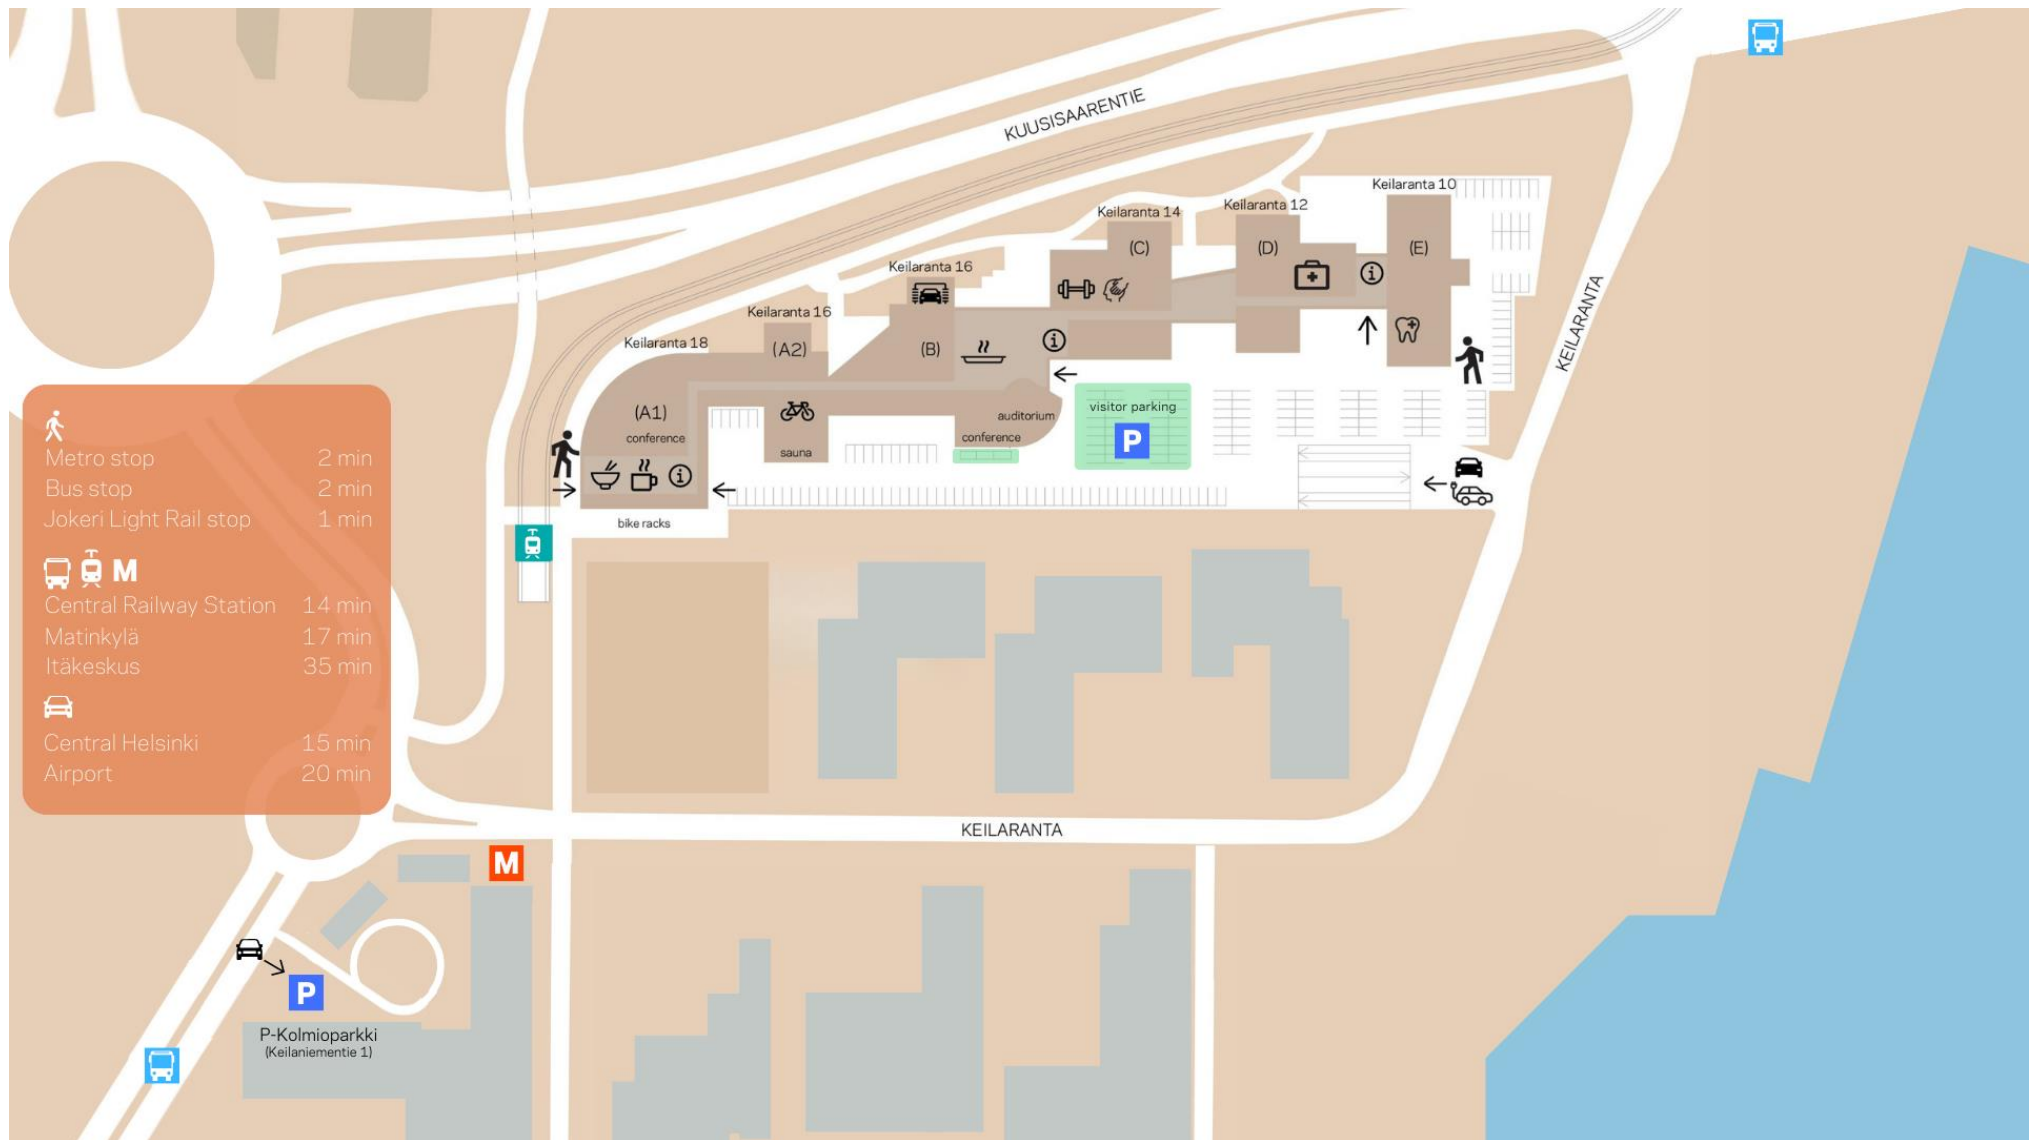 KUUSISAARENTIE
Keilaranta 10
Keilaranta 12
Keilaranta 14
(C)
(D)
(E)
Keilaranta 16
Keilaranta 16
Keilaranta 18
(A2)
(B)
KEILARANTA
(A1)
conference
sauna
auditorium
conference
visitor parking
P
bike racks
Metro stop 2 min
Bus stop 2 min
Jokeri Light Rail stop 1 min
M
Central Railway Station 14 min
Matinkylä 17 min
Itäkeskus 35 min
Central Helsinki 15 min
Airport 20 min
KEILARANTA
M
P
P-Kolmioparkki
(Keilaniementie 1)